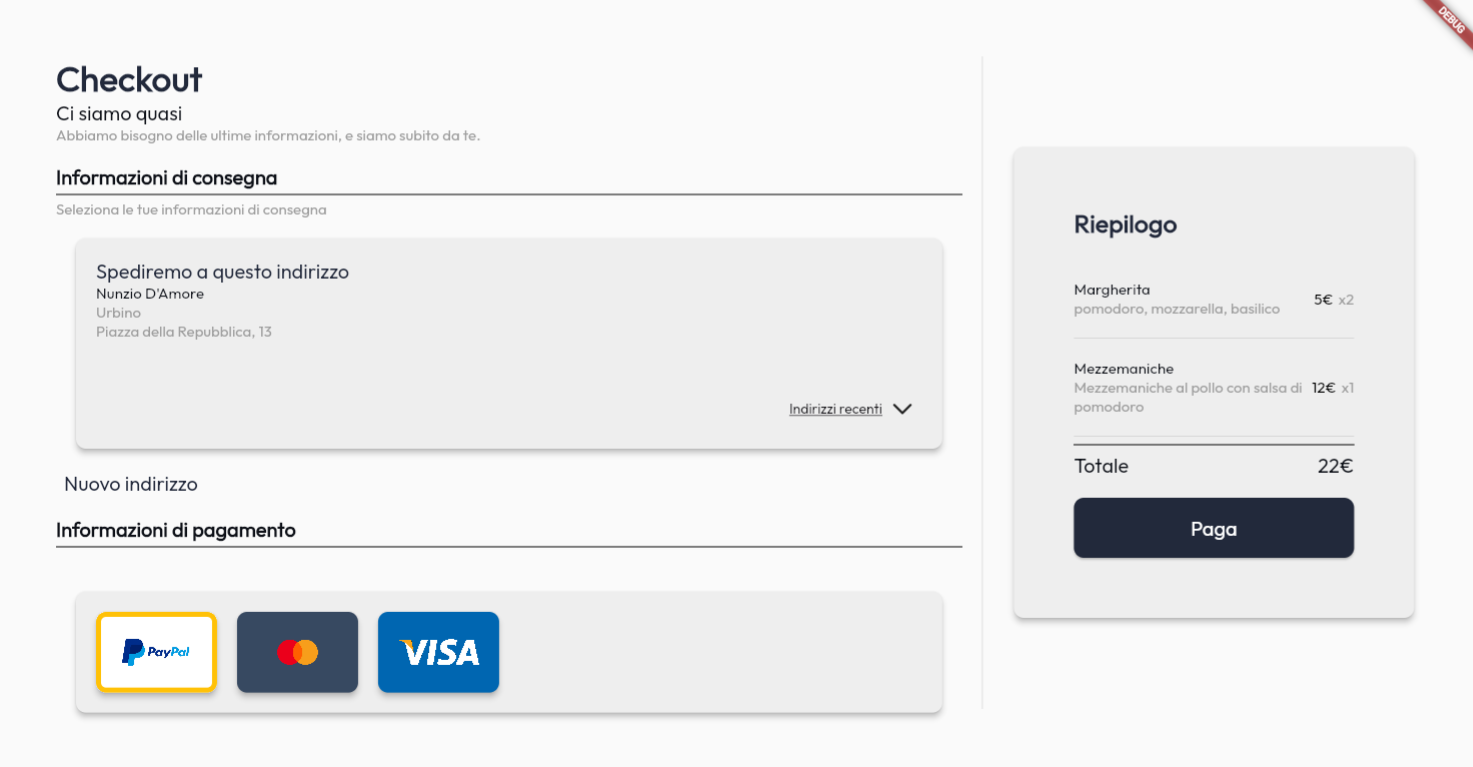 DEBUG
Checkout
Ci siamo quasi
Abbiamo bisogno delle ultime informazioni, e siamo subito da te.
Informazioni di consegna
Seleziona le tue informazioni di consegna
Spediremo a questo indirizzo
Nunzio D'Amore
Urbino
Piazza della Repubblica, 13
Indirizzi recenti
Nuovo indirizzo
Informazioni di pagamento
PayPal
VISA
Riepilogo
Margherita
pomodoro, mozzarella, basilico
5€ x2
Mezzemaniche
Mezzemaniche al pollo con salsa di
pomodoro
12€ x1
Totale 22€
Paga